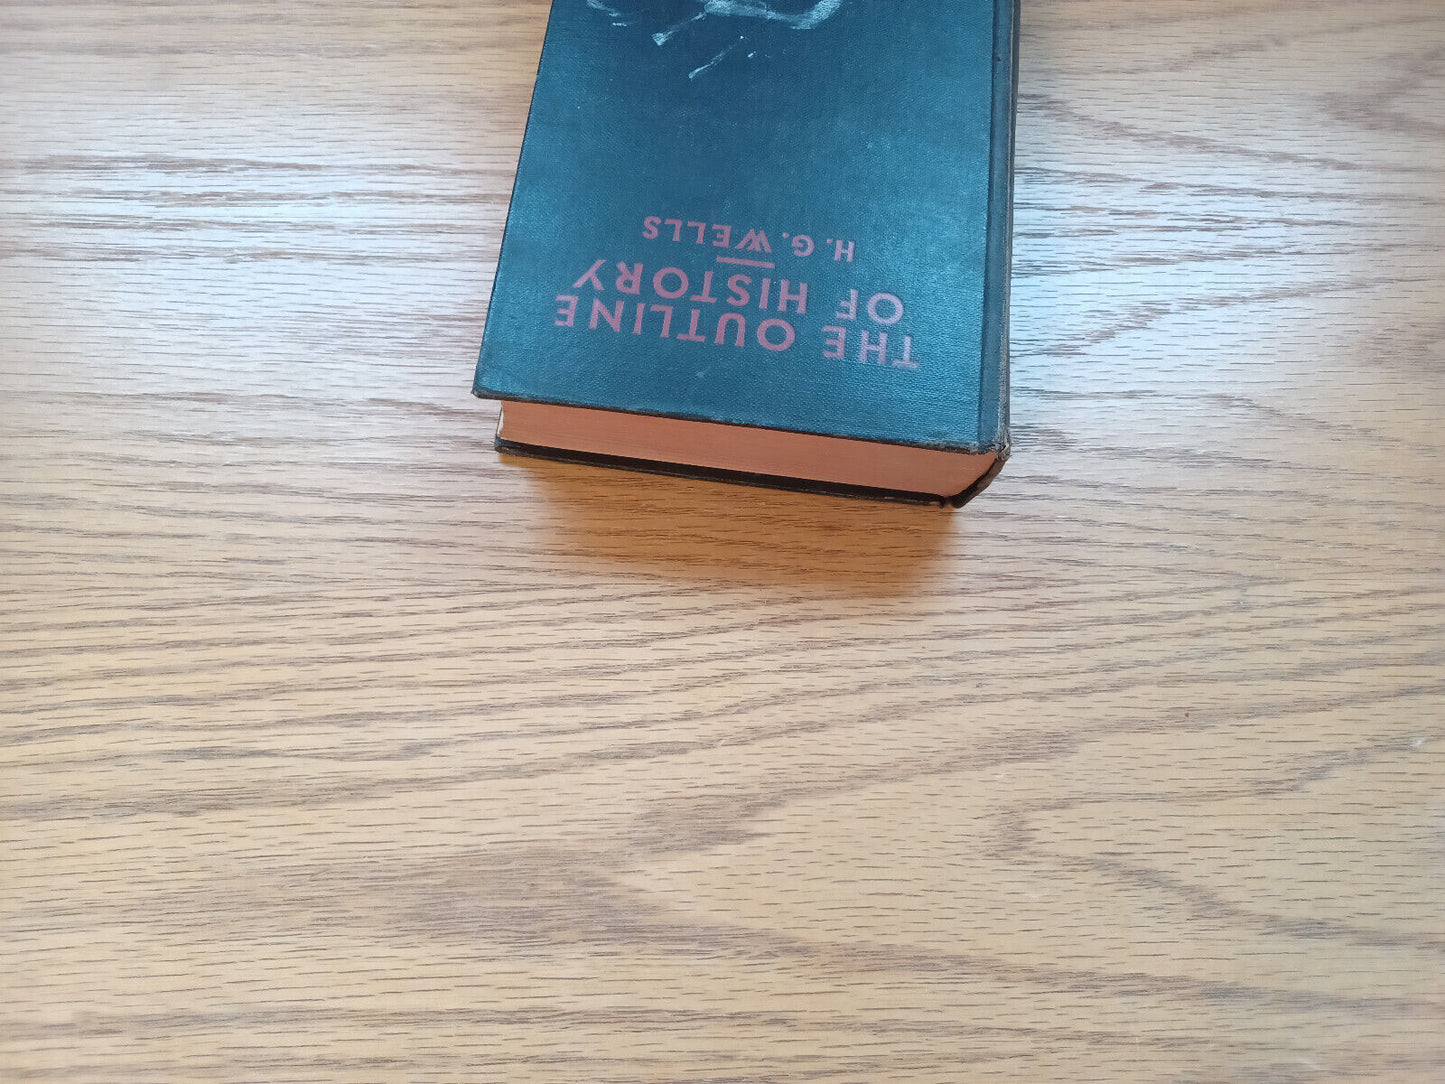 THE OUTLINE
OF HISTORY
H. G. WELLS